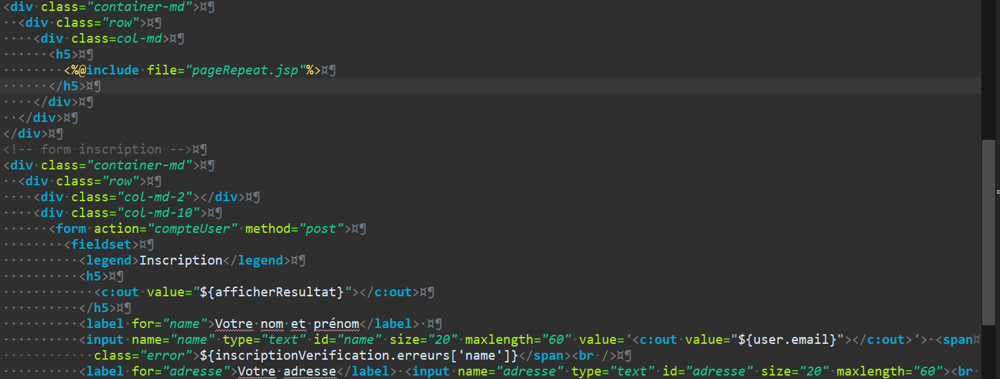 <div class="container-md">¤¶
··<div class="row">¤¶
····<div class=col-md>¤¶
······<h5>¤¶
········<%@include file="pageRepeat.jsp"%>¤¶
······</h5>¤¶
····</div>¤¶
··</div>¤¶
</div>¤¶
<!-- form inscription -->¤¶
<div class="container-md">¤¶
··<div class="row">¤¶
····<div class="col-md-2"></div>¤¶
····<div class="col-md-10">¤¶
······<form action="compteUser" method="post">¤¶
········<fieldset>¤¶
··········<legend>Inscription</legend>¤¶
··········<h5>¤¶
············<c:out value="${afficherResultat}"></c:out>¤¶
··········</h5>¤¶
··········<label for="name">Votre nom et prénom</label>·¤¶
··········<input name="name" type="text" id="name" size="20" maxlength="60" value='<c:out value="${user.email}"></c:out>'>·<span¤
············class="error">${inscriptionVerification.erreurs['name']}</span><br />¤¶
··········<label for="adresse">Votre adresse</label>·<input name="adresse" type="text" id="adresse" size="20" maxlength="60"><br·